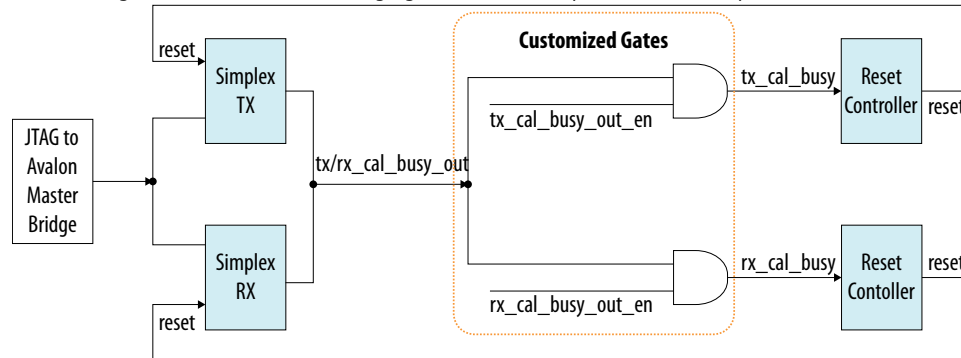 Customized Gates
reset
Simplex
TX
tx_cal_busy
Reset
Controller
reset
tx_cal_busy_out_en
JTAG to
Avalon
Master
Bridge
tx/rx_cal_busy_out
Simplex
RX
rx_cal_busy
Reset
Contoller
reset
rx_cal_busy_out_en
reset